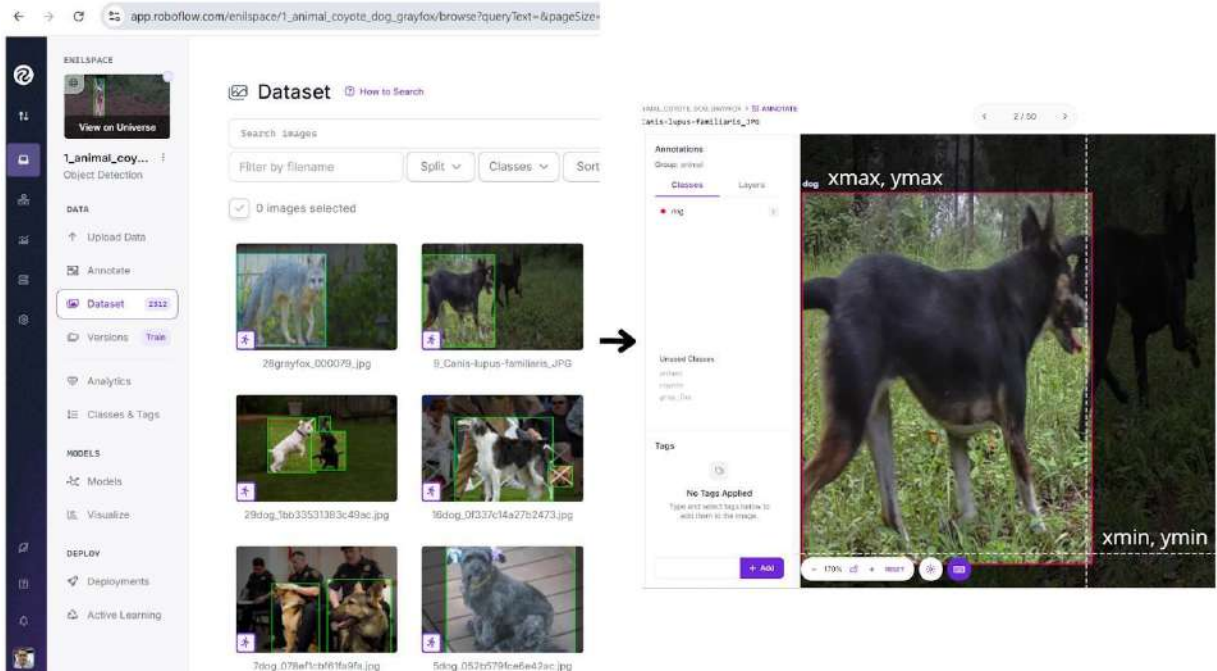 app.roboflow.com/enilspace/1_animal_coyote_dog_grayfox/browse?queryText=&pageSize=
ENILSPACE
View on Universe
1_animal_coy...
Object Detection
DATA
Upload Data
Annotate
Dataset 2312
Versions Train
Analytics
Classes & Tags
MODELS
Models
Visualize
DEPLOY
Deployments
Active Learning
Dataset How to Search
Search images
Filter by filename Split Classes Sort
0 images selected
26grayfox_000079_jpg
9_Canis-lupus-familiaris_JPG
29dog_1bb33531383c49ac.jpg
16dog_0f337c14a27b2473.jpg
7dog_078ef1cbf61fa9fa.jpg
5dog_052b579fce6e42ac.jpg
ANNOTATE
Canis-lupus-familiaris_JPG
2 / 50
Annotations
Group: animal
Classes Layers
Unused Classes
Tags
No Tags Applied
Type and select tags below to
add them to the image.
+ Add
dog
xmax, ymax
xmin, ymin
- 170% + RESET